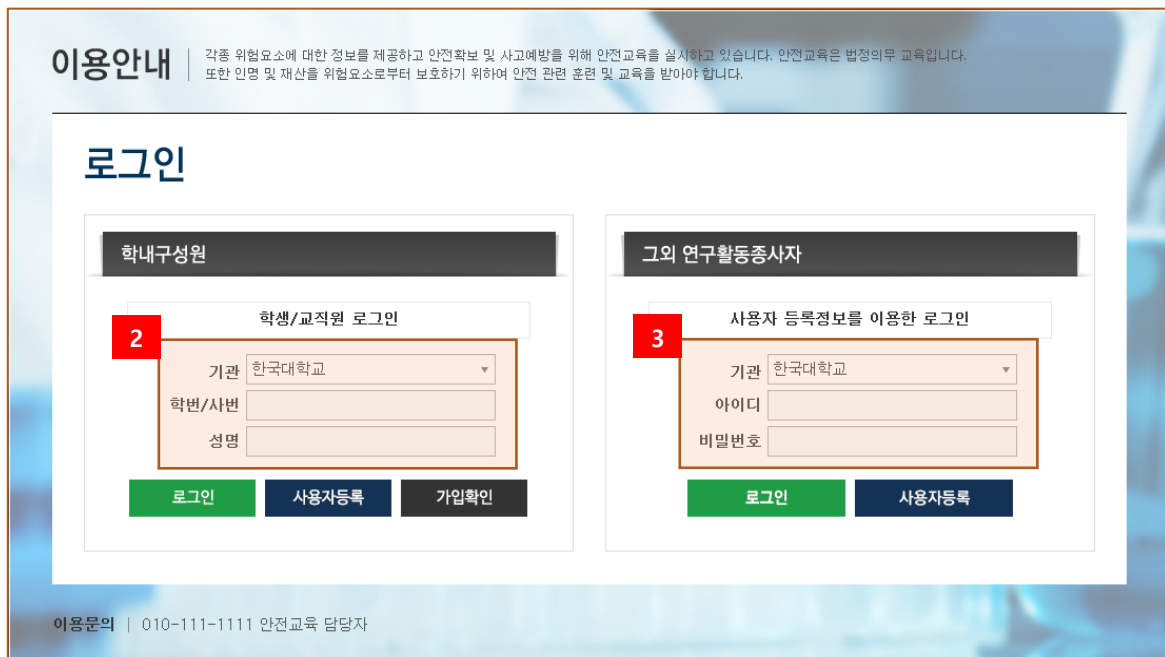 이용안내
각종 위험요소에 대한 정보를 제공하고 안전확보 및 사고예방을 위해 안전교육을 실시하고 있습니다. 안전교육은 법정의무 교육입니다.
또한 인명 및 재산을 위험요소로부터 보호하기 위하여 안전 관련 훈련 및 교육을 받아야 합니다.
로그인
학내구성원
학생/교직원 로그인
2
기관 한국대학교
학번/사번
성명
로그인 사용자등록 가입확인
그외 연구활동종사자
사용자 등록정보를 이용한 로그인
3
기관 한국대학교
아이디
비밀번호
로그인 사용자등록
이용문의 | 010-111-1111 안전교육 담당자